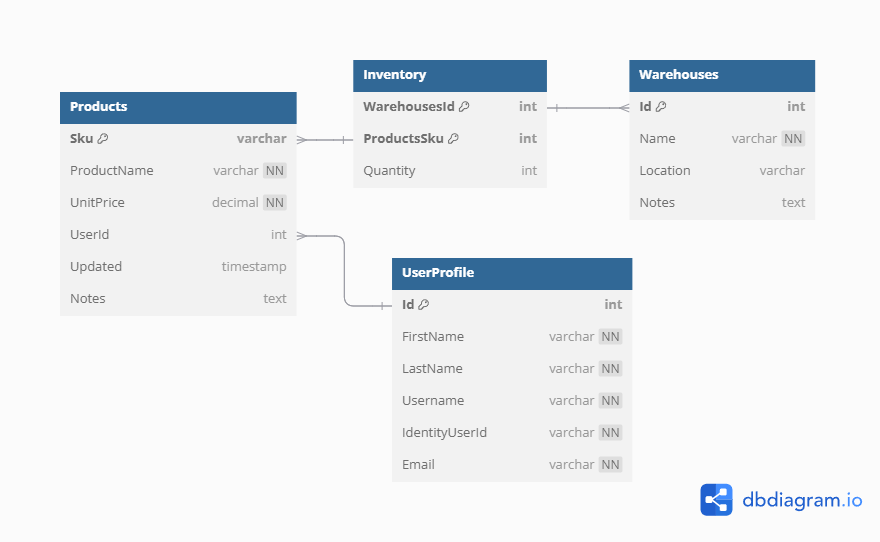 Products
Sku varchar
ProductName varchar NN
UnitPrice decimal NN
UserId int
Updated timestamp
Notes text
Inventory
WarehousesId int
ProductsSku int
Quantity int
Warehouses
Id int
Name varchar NN
Location varchar
Notes text
UserProfile
Id int
FirstName varchar NN
LastName varchar NN
Username varchar NN
IdentityUserId varchar NN
Email varchar NN
dbdiagram.io